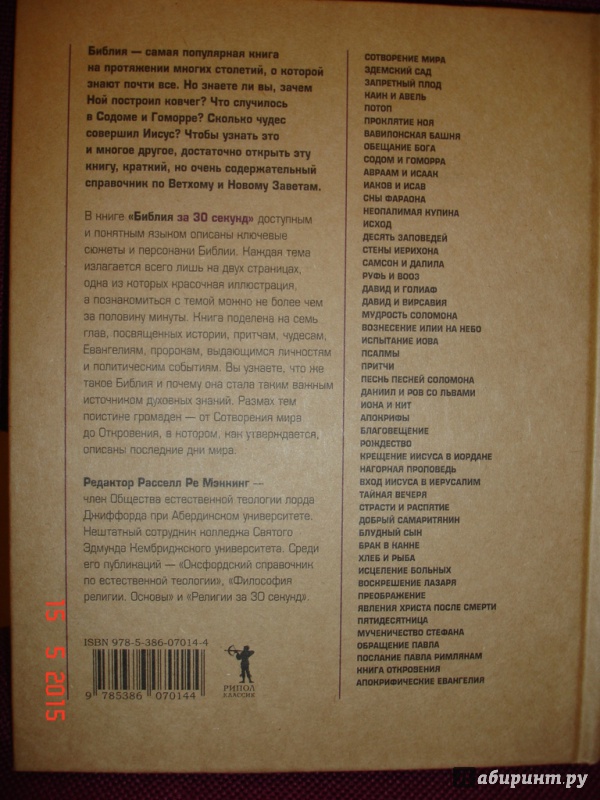 Библия — самая популярная книга
на протяжении многих столетий, о которой
знают почти все. Но знаете ли вы, зачем
Ной построил ковчег? Что случилось
в Содоме и Гоморре? Сколько чудес
совершил Иисус? Чтобы узнать это
и многое другое, достаточно открыть эту
книгу, краткий, но очень содержательный
справочник по Ветхому и Новому Заветам.
В книге «Библия за 30 секунд» доступным
и понятным языком описаны ключевые
сюжеты и персонажи Библии. Каждая тема
излагается всего лишь на двух страницах,
одна из которых красочная иллюстрация,
а познакомиться с темой можно не более чем
за половину минуты. Книга поделена на семь
глав, посвященных истории, притчам, чудесам,
Евангелиям, пророкам, выдающимся личностям
и политическим событиям. Вы узнаете, что же
такое Библия и почему она стала таким важным
источником духовных знаний. Размах тем
поистине громаден — от Сотворения мира
до Откровения, в котором, как утверждается,
описаны последние дни мира.
Редактор Расселл Ре Мэннинг —
член Общества естественной теологии лорда
Джиффорда при Абердинском университете.
Нештатный сотрудник колледжа Святого
Эдмунда Кембриджского университета. Среди
его публикаций — «Оксфордский справочник
по естественной теологии», «Философия
религии. Основы» и «Религии за 30 секунд».
ISBN 978-5-386-07014-4
9 785386 070144
РИПОЛ
КЛАССИК
СОТВОРЕНИЕ МИРА
ЭДЕМСКИЙ САД
ЗАПРЕТНЫЙ ПЛОД
КАИН И АВЕЛЬ
ПОТОП
ПРОКЛЯТИЕ НОЯ
ВАВИЛОНСКАЯ БАШНЯ
ОБЕЩАНИЕ БОГА
СОДОМ И ГОМОРРА
АВРААМ И ИСААК
ИАКОВ И ИСАВ
СНЫ ФАРАОНА
НЕОПАЛИМАЯ КУПИНА
ИСХОД
ДЕСЯТЬ ЗАПОВЕДЕЙ
СТЕНЫ ИЕРИХОНА
САМСОН И ДАЛИЛА
РУФЬ И ВООЗ
ДАВИД И ГОЛИАФ
ДАВИД И ВИРСАВИЯ
МУДРОСТЬ СОЛОМОНА
ВОЗНЕСЕНИЕ ИЛИИ НА НЕБО
ИСПЫТАНИЕ ИОВА
ПСАЛМЫ
ПРИТЧИ
ПЕСНЬ ПЕСНЕЙ СОЛОМОНА
ДАНИИЛ И РОВ СО ЛЬВАМИ
ИОНА И КИТ
АПОКРИФЫ
БЛАГОВЕЩЕНИЕ
РОЖДЕСТВО
КРЕЩЕНИЕ ИИСУСА В ИОРДАНЕ
НАГОРНАЯ ПРОПОВЕДЬ
ВХОД ИИСУСА В ИЕРУСАЛИМ
ТАЙНАЯ ВЕЧЕРЯ
СТРАСТИ И РАСПЯТИЕ
ДОБРЫЙ САМАРИТЯНИН
БЛУДНЫЙ СЫН
БРАК В КАННЕ
ХЛЕБ И РЫБА
ИСЦЕЛЕНИЕ БОЛЬНЫХ
ВОСКРЕШЕНИЕ ЛАЗАРЯ
ПРЕОБРАЖЕНИЕ
ЯВЛЕНИЯ ХРИСТА ПОСЛЕ СМЕРТИ
ПЯТИДЕСЯТНИЦА
МУЧЕНИЧЕСТВО СТЕФАНА
ОБРАЩЕНИЕ ПАВЛА
ПОСЛАНИЕ ПАВЛА РИМЛЯНАМ
КНИГА ОТКРОВЕНИЯ
АПОКРИФИЧЕСКИЕ ЕВАНГЕЛИЯ
15 5 2015
абиринт.ру